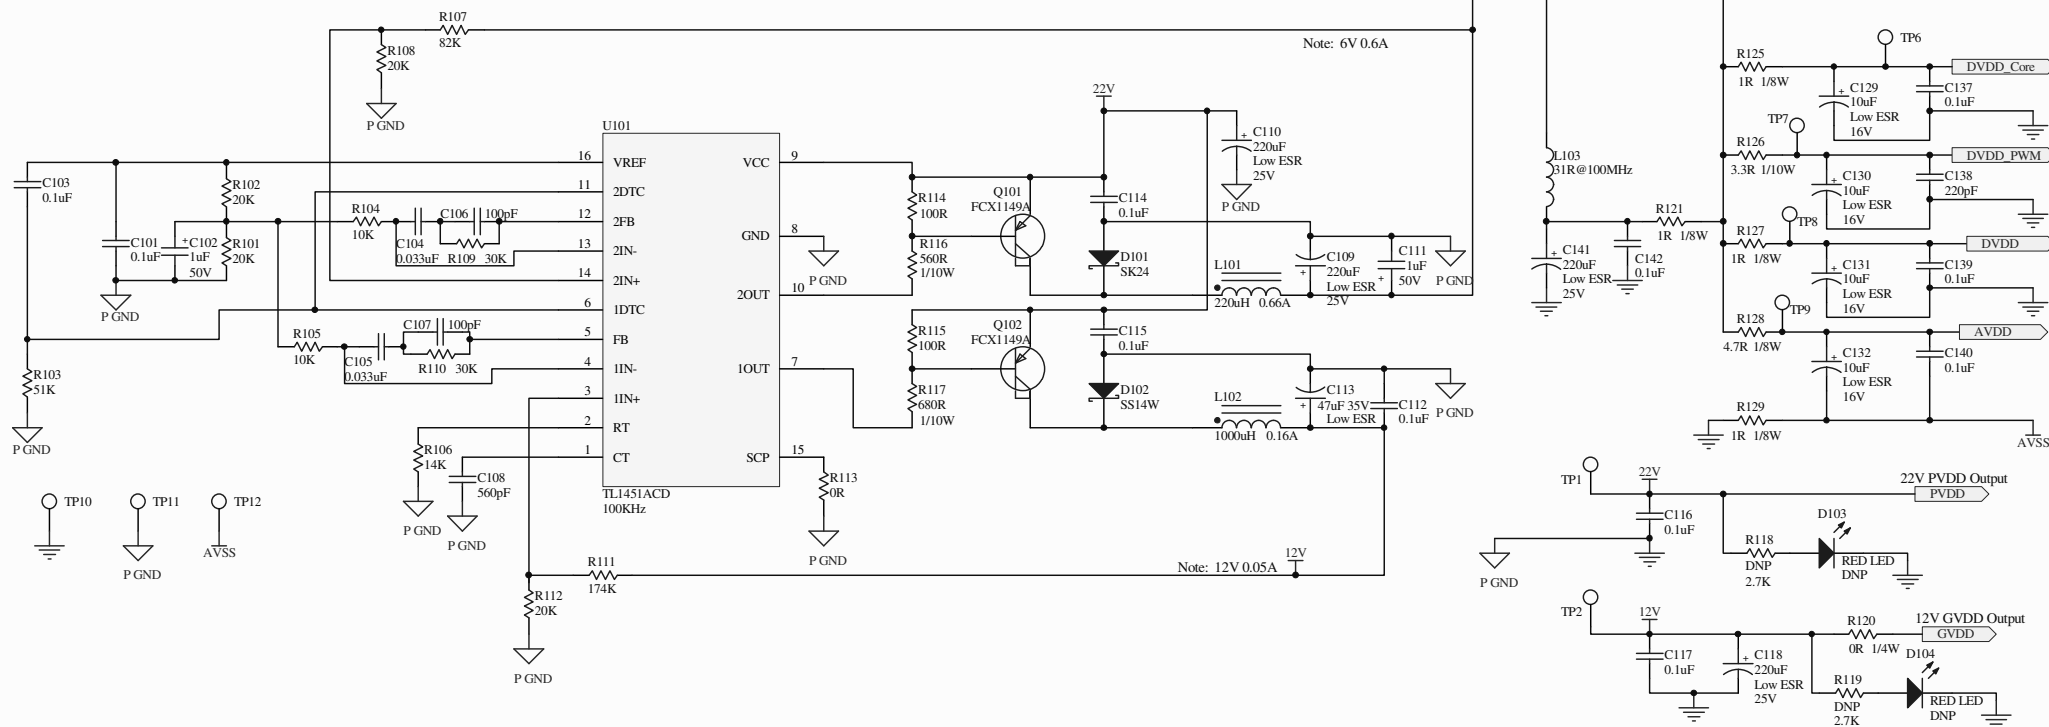 R107
82K
R108
20K
P GND
Note: 6V 0.6A
U101
16 VREF
11 2DTC
12 2FB
13 2IN-
14 2IN+
6 1DTC
5 FB
4 1IN-
3 1IN+
2 RT
1 CT
VCC 9
GND 8
2OUT 10
1OUT 7
SCP 15
TL1451ACD
100KHz
C103
0.1uF
R102
20K
C101
0.1uF
C102
1uF
50V
R101
20K
P GND
R103
51K
P GND
R104
10K
C104
0.033uF
C106 100pF
R109 30K
R105
10K
C105
0.033uF
C107 100pF
R110 30K
R106
14K
P GND
C108
560pF
P GND
TP10
TP11
P GND
TP12
AVSS
R111
174K
R112
20K
P GND
R113
0R
P GND
P GND
R114
100R
R116
560R
1/10W
Q101
FCX1149A
R115
100R
R117
680R
1/10W
Q102
FCX1149A
22V
C110
220uF
Low ESR
25V
P GND
C114
0.1uF
D101
SK24
L101
220uH 0.66A
C109
220uF
Low ESR
25V
C111
1uF
50V
P GND
C115
0.1uF
D102
SS14W
L102
1000uH 0.16A
C113
47uF 35V
Low ESR
C112
0.1uF
P GND
Note: 12V 0.05A
12V
L103
31R@100MHz
C141
220uF
Low ESR
25V
C142
0.1uF
R121
1R 1/8W
R125
1R 1/8W
TP6
DVDD_Core
C129
10uF
Low ESR
16V
C137
0.1uF
TP7
R126
3.3R 1/10W
DVDD_PWM
C130
10uF
Low ESR
16V
C138
220pF
TP8
R127
1R 1/8W
DVDD
C131
10uF
Low ESR
16V
C139
0.1uF
TP9
R128
4.7R 1/8W
AVDD
C132
10uF
Low ESR
16V
C140
0.1uF
R129
1R 1/8W
AVSS
TP1
22V
22V PVDD Output
PVDD
C116
0.1uF
P GND
R118
DNP
2.7K
D103
RED LED
DNP
TP2
12V
12V GVDD Output
GVDD
R120
0R 1/4W
C117
0.1uF
C118
220uF
Low ESR
25V
R119
DNP
2.7K
D104
RED LED
DNP